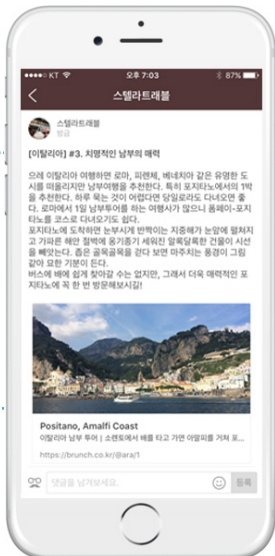 KT 오후 7:03 87%
스텔라트래블
스텔라트래블
방금
[이탈리아] #3. 치명적인 남부의 매력
으레 이탈리아 여행하면 로마, 피렌체, 베네치아 같은 유명한 도
시를 떠올리지만 남부여행을 추천한다. 특히 포지타노에서의 1박
을 추천한다. 하루 묵는 것이 어렵다면 당일로라도 다녀오면 좋
다. 로마에서 1일 남부투어를 하는 여행사가 많으니 폼페이-포지
타노를 코스로 다녀오기도 쉽다.
포지타노에 도착하면 눈부시게 반짝이는 지중해가 눈앞에 펼쳐지
고 가파른 해안 절벽에 옹기종기 세워진 알록달록한 건물이 시선
을 빼앗는다. 좁은 골목골목을 걷다 보면 마주치는 풍경이 그림
같아 묘한 기분이 든다.
버스에 배에 쉽게 찾아갈 수는 없지만, 그래서 더욱 매력적인 포
지타노에 꼭 한 번 방문해보시길!
Positano, Amalfi Coast
이탈리아 남부 투어 | 소렌토에서 배를 타고 가면 아말피를 거쳐 포...
https://brunch.co.kr/@ara/1
댓글을 남겨보세요. 등록